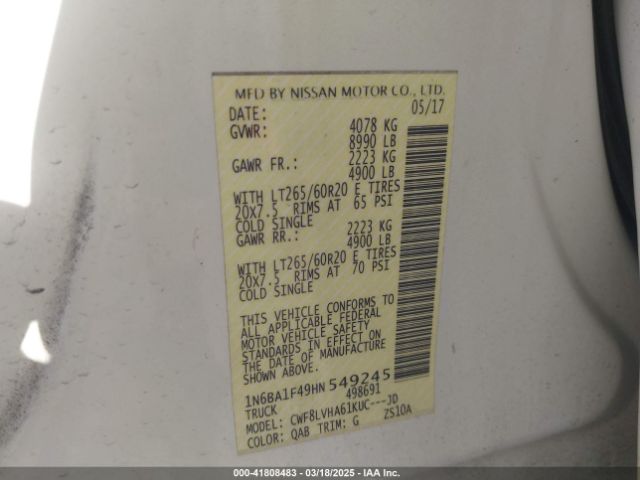 MFD BY NISSAN MOTOR CO., LTD.
DATE: 05/17
GVWR: 4078 KG
8990 LB
GAWR FR.: 2223 KG
4900 LB
WITH LT265/60R20 E TIRES
20x7.5 RIMS AT 65 PSI
COLD SINGLE
GAWR RR.: 2223 KG
4900 LB
WITH LT265/60R20 E TIRES
20x7.5 RIMS AT 70 PSI
COLD SINGLE
THIS VEHICLE CONFORMS TO
ALL APPLICABLE FEDERAL
MOTOR VEHICLE SAFETY
STANDARDS IN EFFECT ON
THE DATE OF MANUFACTURE
SHOWN ABOVE.
1N6BA1F49HN549245
TRUCK 498691
MODEL: CWF8LVHA61KUC---JD
COLOR: QAB TRIM: G ZS10A
000-41808483 - 03/18/2025 - IAA Inc.